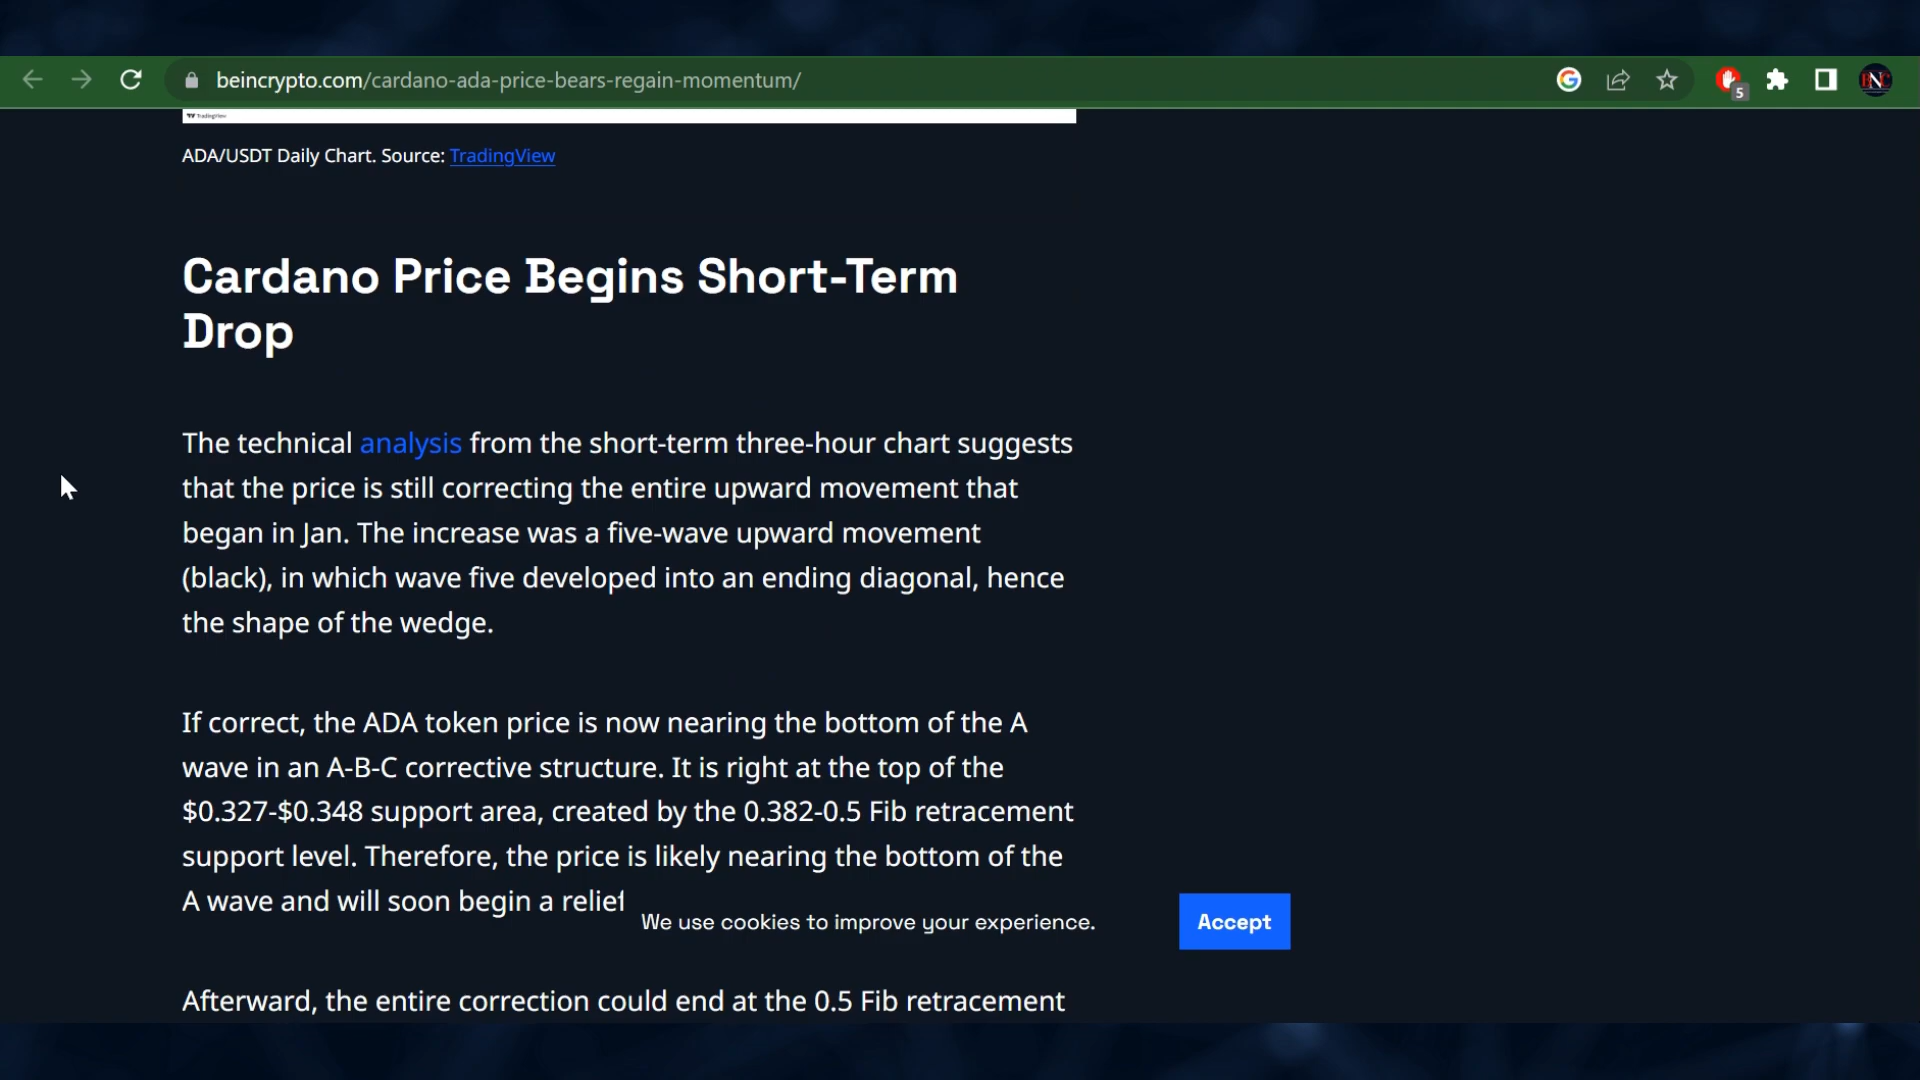 beincrypto.com/cardano-ada-price-bears-regain-momentum/
5
BNC
TradingView
ADA/USDT Daily Chart. Source: TradingView
Cardano Price Begins Short-Term
Drop
The technical analysis from the short-term three-hour chart suggests
that the price is still correcting the entire upward movement that
began in Jan. The increase was a five-wave upward movement
(black), in which wave five developed into an ending diagonal, hence
the shape of the wedge.
If correct, the ADA token price is now nearing the bottom of the A
wave in an A-B-C corrective structure. It is right at the top of the
$0.327-$0.348 support area, created by the 0.382-0.5 Fib retracement
support level. Therefore, the price is likely nearing the bottom of the
A wave and will soon begin a relief
We use cookies to improve your experience.
Accept
Afterward, the entire correction could end at the 0.5 Fib retracement